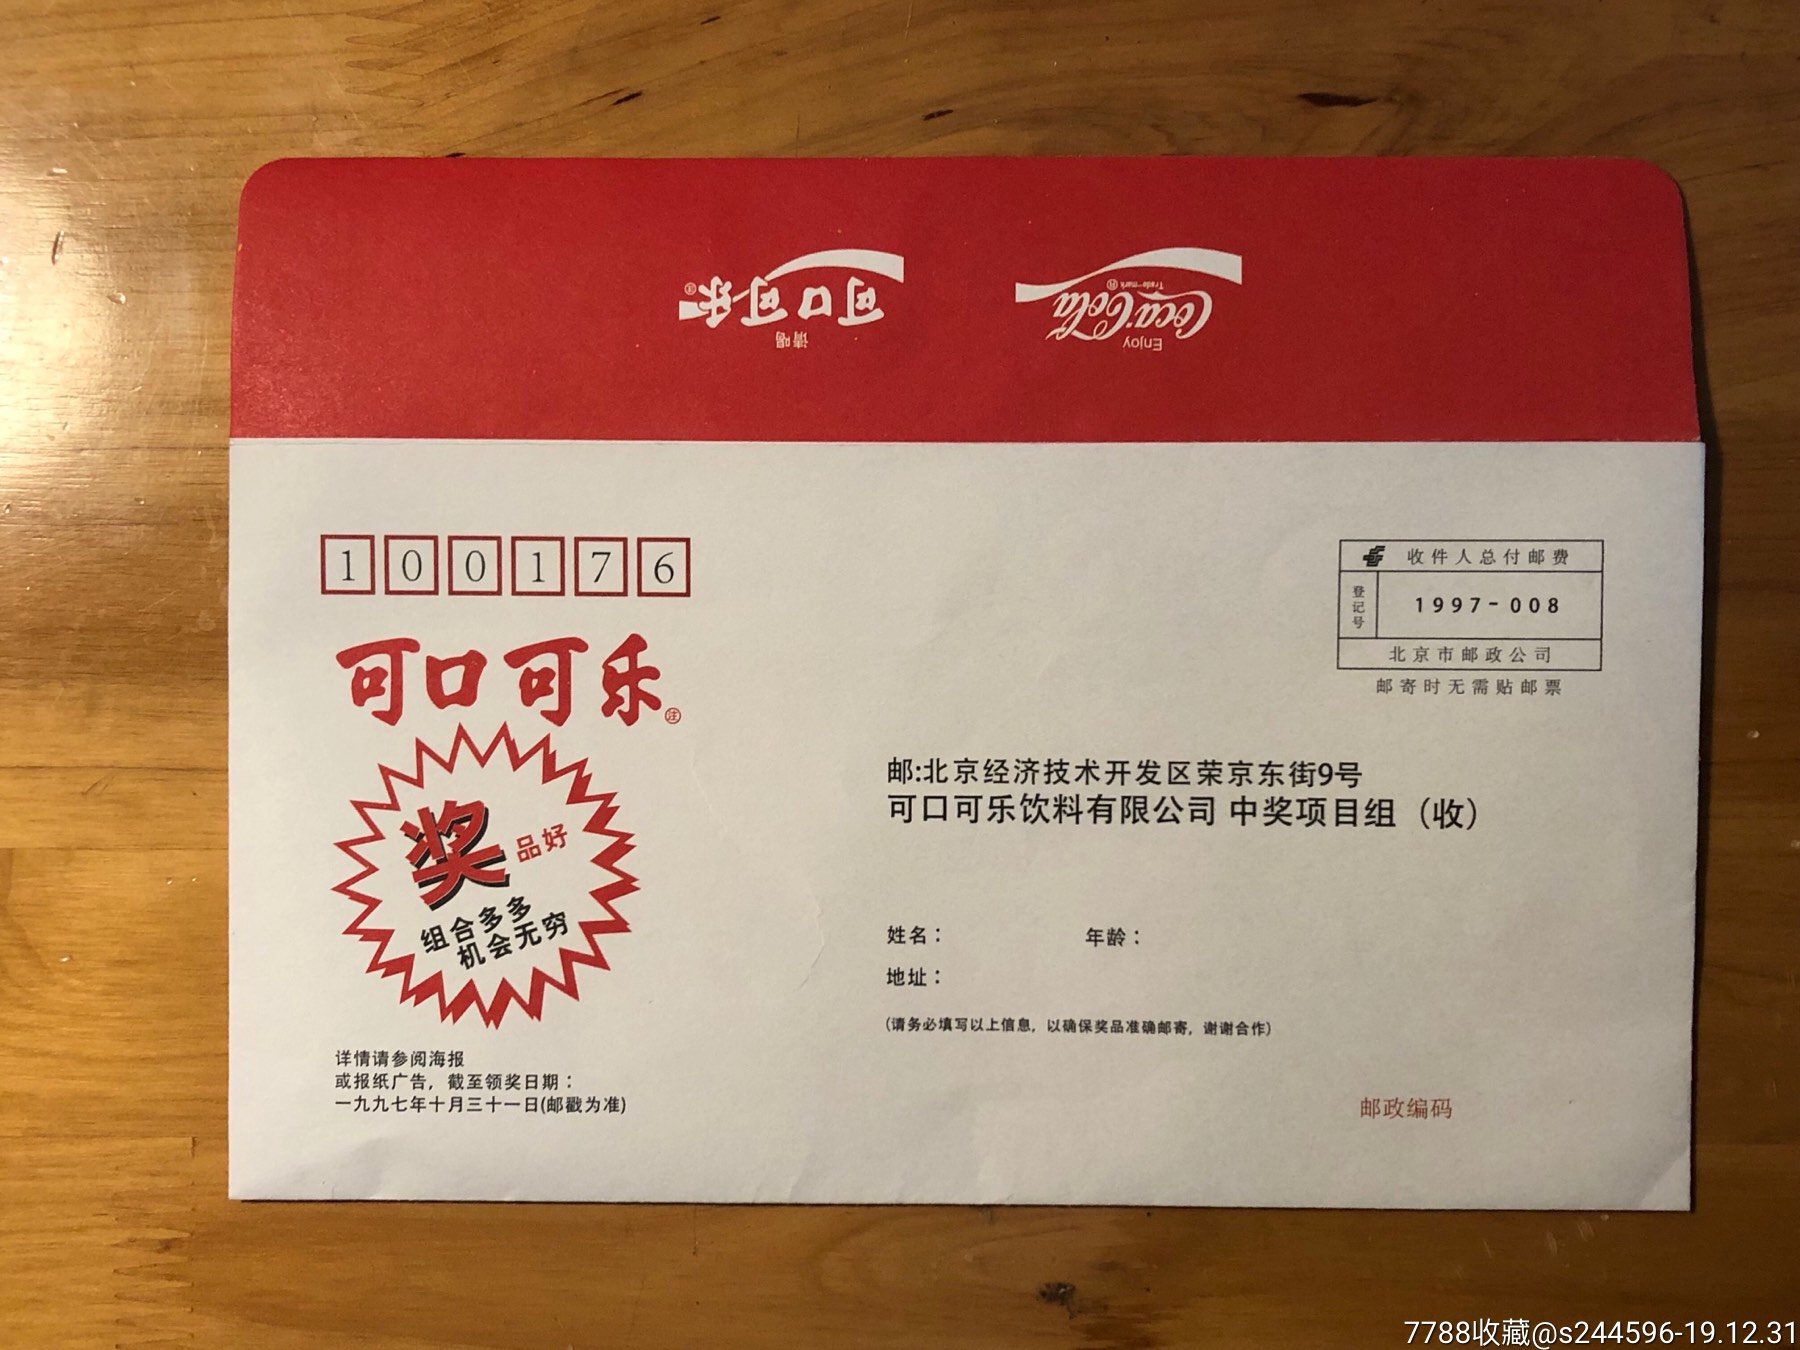 请喝
可口可乐
注
Enjoy
Coca-Cola
Trade-mark ®
100176
可口可乐
注
奖品好
组合多多
机会无穷
详情请参阅海报
或报纸广告，截至领奖日期：
一九九七年十月三十一日(邮戳为准)
收件人总付邮费
登记号
1997-008
北京市邮政公司
邮寄时无需贴邮票
邮:北京经济技术开发区荣京东街9号
可口可乐饮料有限公司 中奖项目组（收）
姓名： 年龄：
地址：
(请务必填写以上信息，以确保奖品准确邮寄，谢谢合作)
邮政编码
7788收藏@s244596-19.12.31